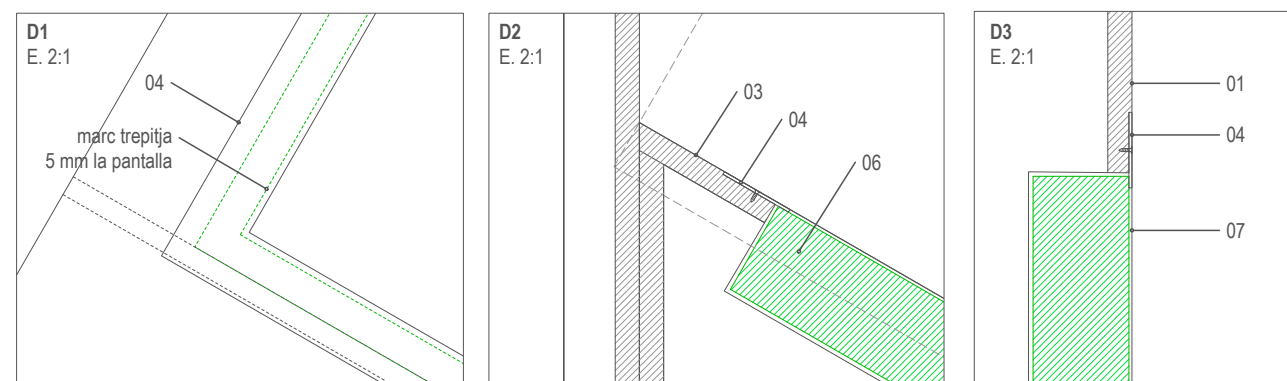 D1
E. 2:1
04
marc trepitja
5 mm la pantalla
D2
E. 2:1
03
04
06
D3
E. 2:1
01
04
07